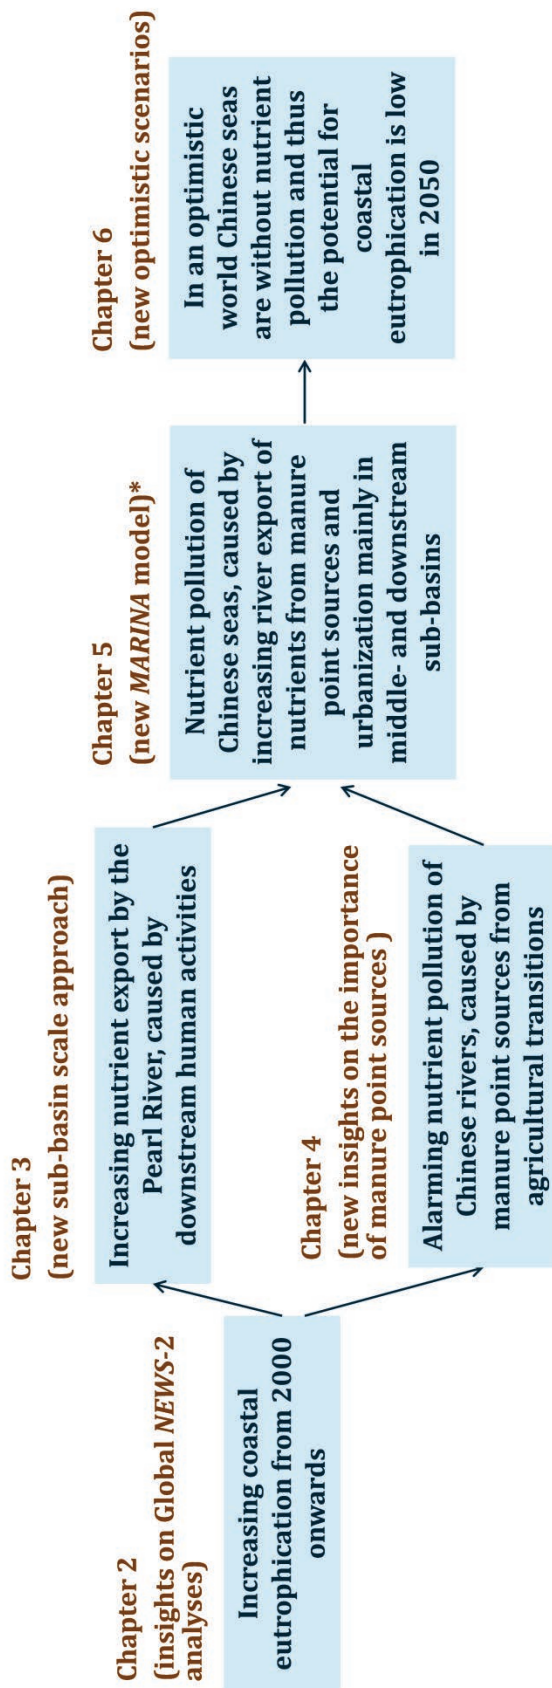 Chapter 2
(insights on Global NEWS-2
analyses)
Increasing coastal
eutrophication from 2000
onwards
Chapter 3
(new sub-basin scale approach)
Increasing nutrient export by the
Pearl River, caused by
downstream human activities
Chapter 4
(new insights on the importance
of manure point sources )
Alarming nutrient pollution of
Chinese rivers, caused by
manure point sources from
agricultural transitions
Chapter 5
(new MARINA model)*
Nutrient pollution of
Chinese seas, caused by
increasing river export of
nutrients from manure
point sources and
urbanization mainly in
middle- and downstream
sub-basins
Chapter 6
(new optimistic scenarios)
In an optimistic
world Chinese seas
are without nutrient
pollution and thus
the potential for
coastal
eutrophication is low
in 2050